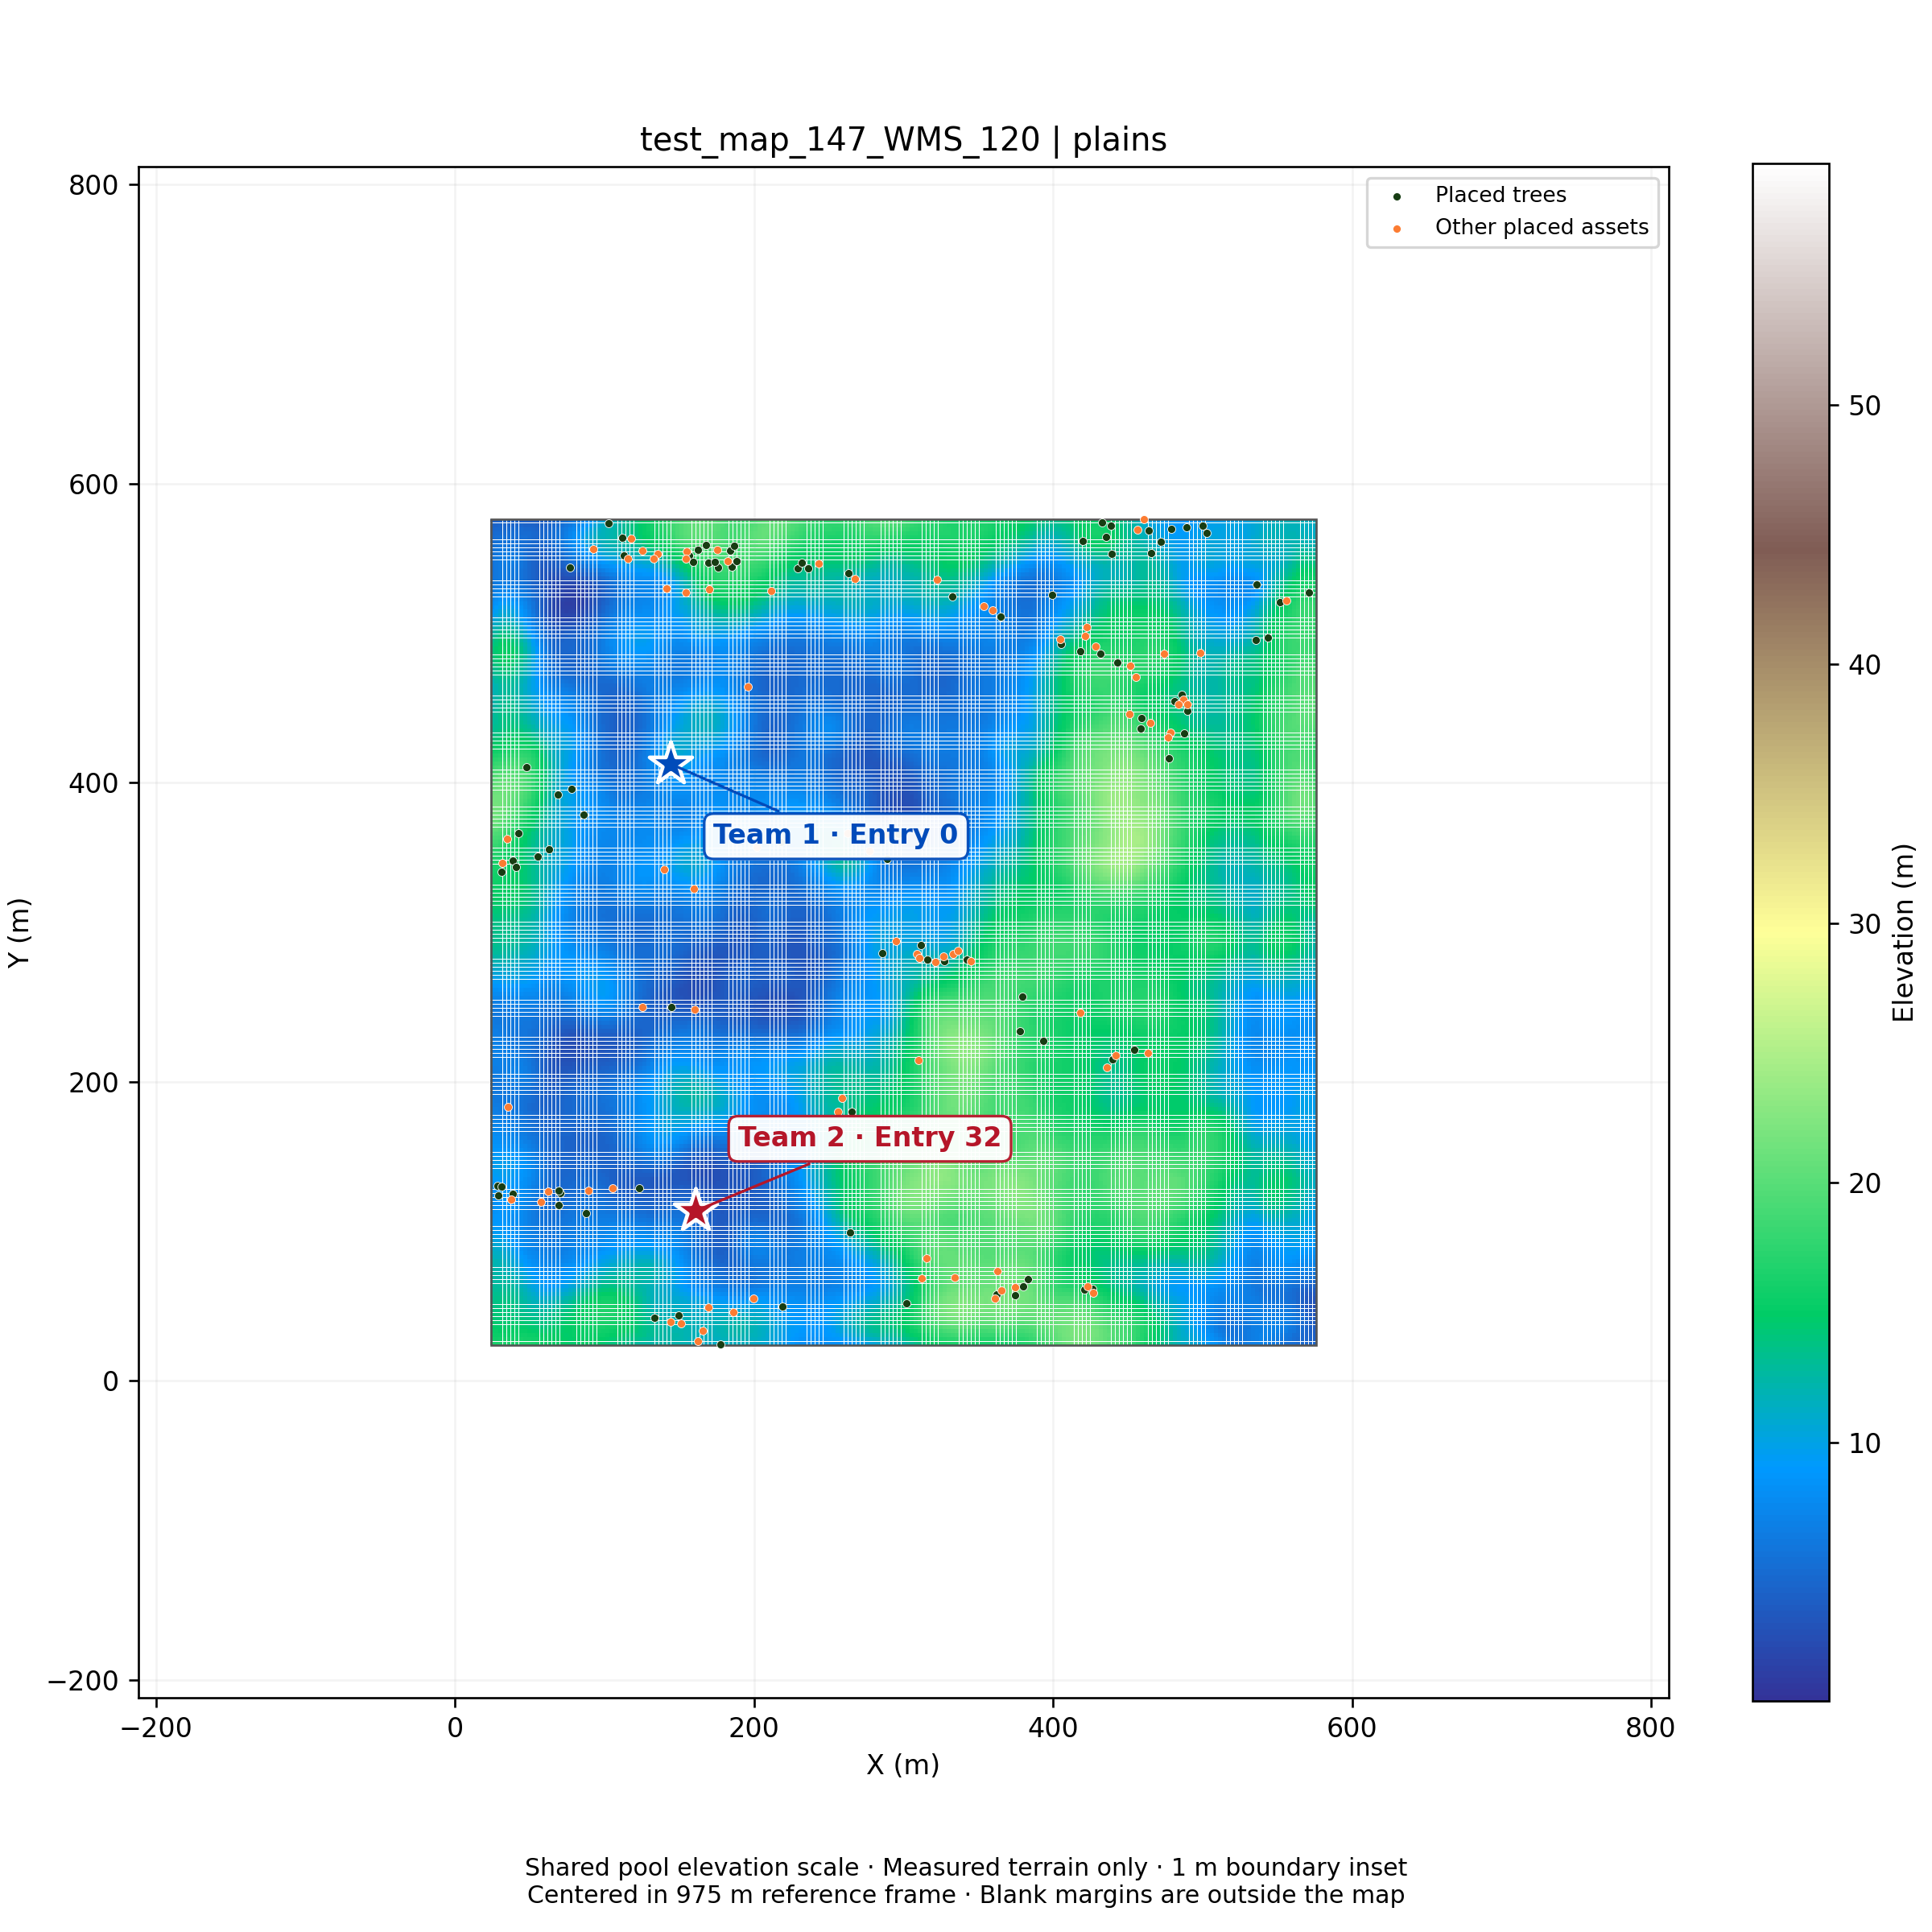 test_map_147_WMS_120 | plains
Placed trees
Other placed assets
800
600
400
200
0
−200
−200
0
200
400
600
800
X (m)
Y (m)
Team 1 · Entry 0
Team 2 · Entry 32
50
40
30
20
10
Elevation (m)
Shared pool elevation scale · Measured terrain only · 1 m boundary inset
Centered in 975 m reference frame · Blank margins are outside the map